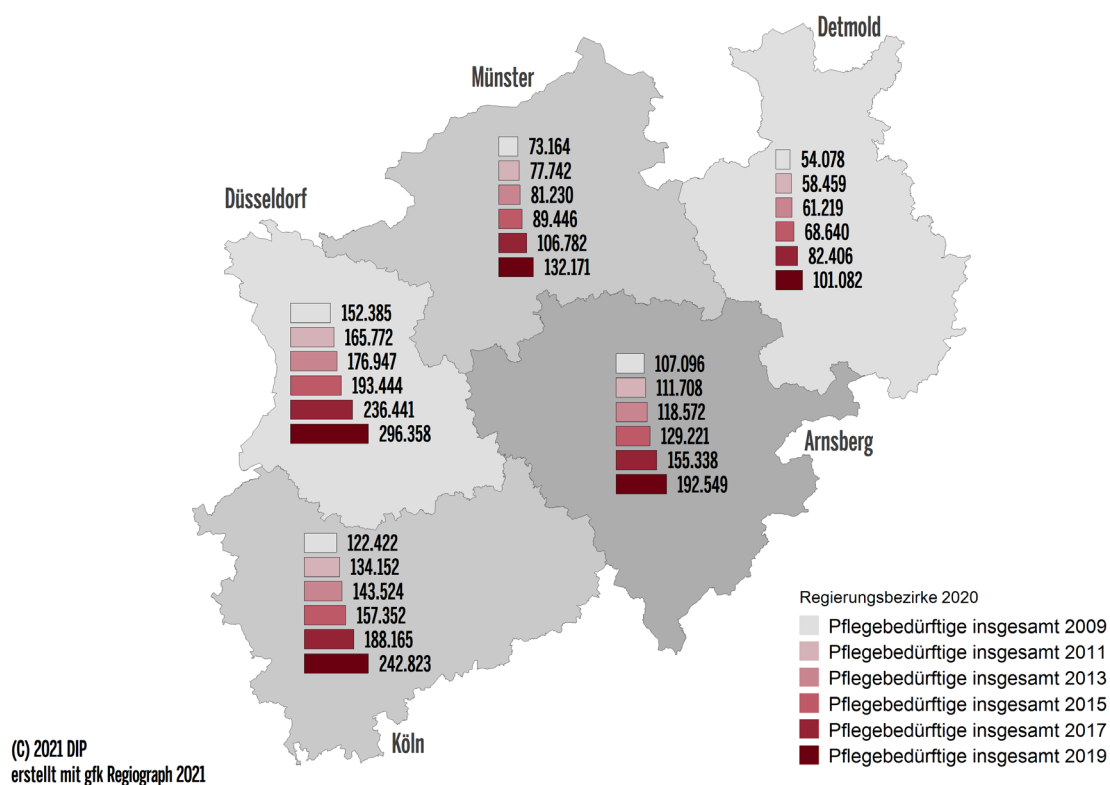 Detmold
54.078
58.459
61.219
68.640
82.406
101.082
Münster
73.164
77.742
81.230
89.446
106.782
132.171
Düsseldorf
152.385
165.772
176.947
193.444
236.441
296.358
Arnsberg
107.096
111.708
118.572
129.221
155.338
192.549
Köln
122.422
134.152
143.524
157.352
188.165
242.823
Regierungsbezirke 2020
Pflegebedürftige insgesamt 2009
Pflegebedürftige insgesamt 2011
Pflegebedürftige insgesamt 2013
Pflegebedürftige insgesamt 2015
Pflegebedürftige insgesamt 2017
Pflegebedürftige insgesamt 2019
(C) 2021 DIP
erstellt mit gfk Regiograph 2021